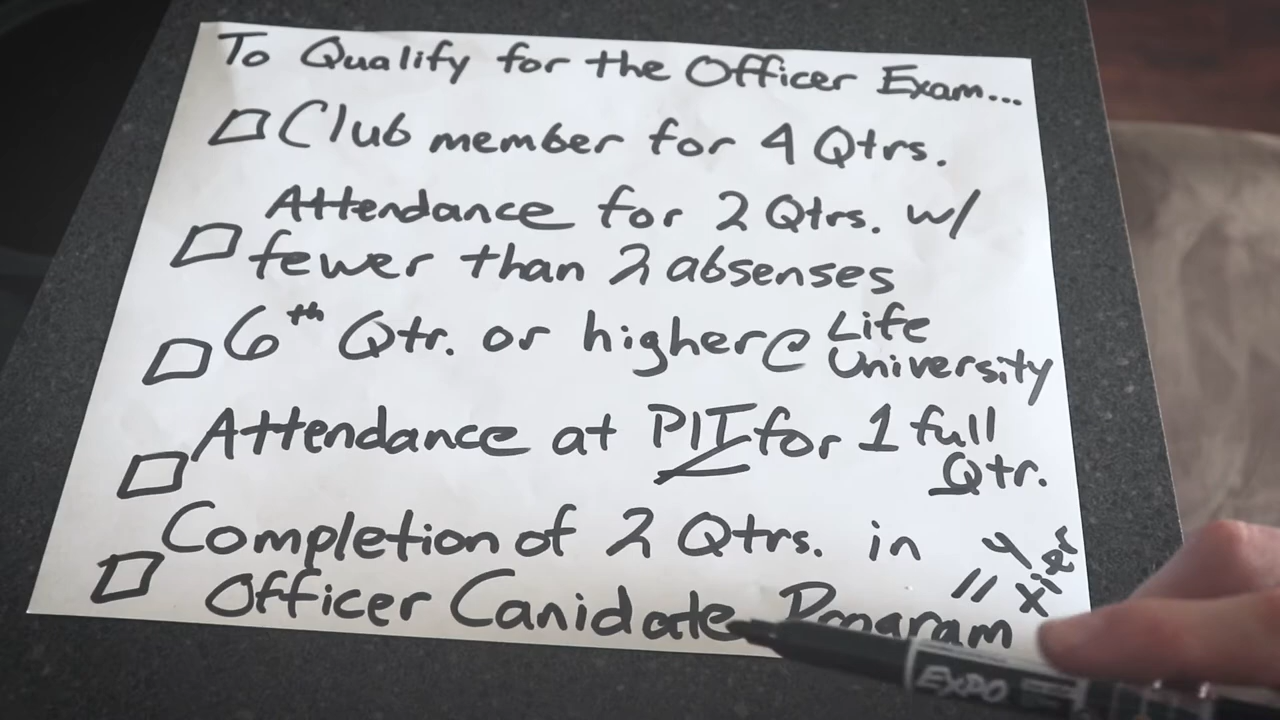 To Qualify for the Officer Exam...
Club member for 4 Qtrs.
Attendance for 2 Qtrs. w/
fewer than 2 absenses
6th Qtr. or higher @ Life
University
Attendance at PIT for 1 full
Qtr.
Completion of 2 Qtrs. in
Officer Canidate Program
EXPO